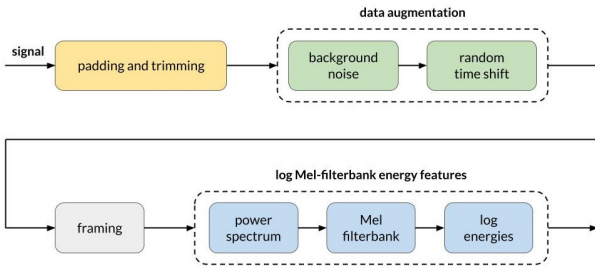 data augmentation
signal
padding and trimming
background
noise
random
time shift
log Mel-filterbank energy features
framing
power
spectrum
Mel
filterbank
log
energies